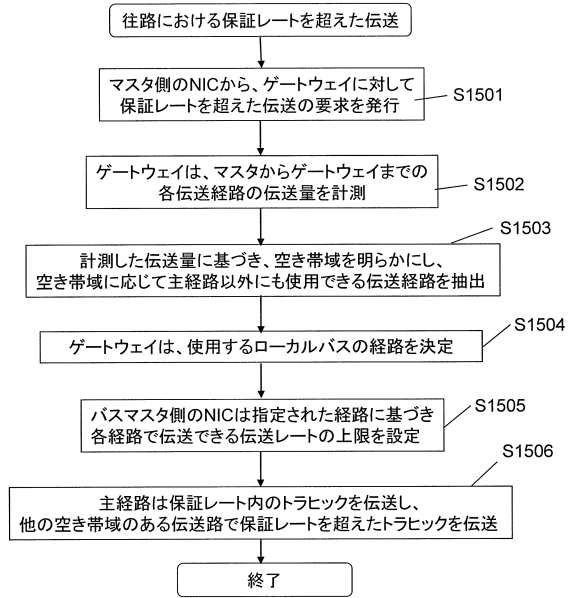 往路における保証レートを超えた伝送
マスタ側のNICから、ゲートウェイに対して
保証レートを超えた伝送の要求を発行
S1501
ゲートウェイは、マスタからゲートウェイまでの
各伝送経路の伝送量を計測
S1502
S1503
計測した伝送量に基づき、空き帯域を明らかにし、
空き帯域に応じて主経路以外にも使用できる伝送経路を抽出
S1504
ゲートウェイは、使用するローカルバスの経路を決定
S1505
バスマスタ側のNICは指定された経路に基づき
各経路で伝送できる伝送レートの上限を設定
S1506
主経路は保証レート内のトラヒックを伝送し、
他の空き帯域のある伝送路で保証レートを超えたトラヒックを伝送
終了